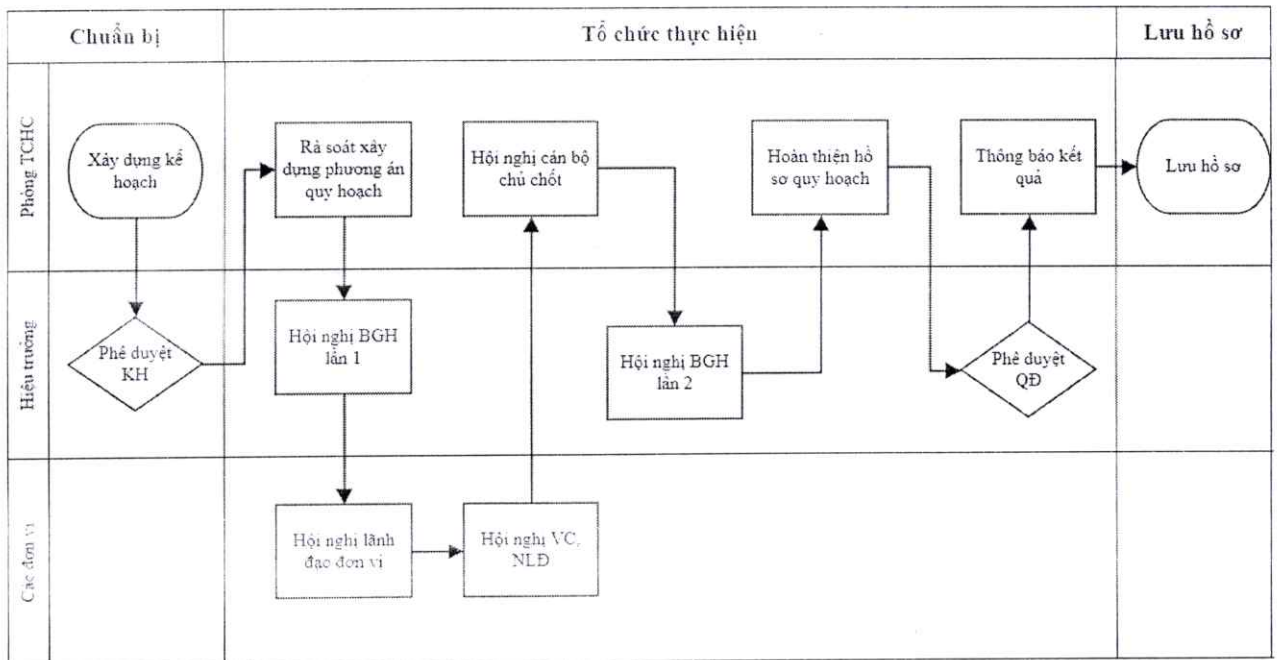 Chuẩn bị
Tổ chức thực hiện
Lưu hồ sơ
Phòng TCHC
Xây dựng kế
hoạch
Rà soát xây
dựng phương án
quy hoạch
Hội nghị cán bộ
chủ chốt
Hoàn thiện hồ
sơ quy hoạch
Thông báo kết
quả
Lưu hồ sơ
Hiệu trưởng
Phê duyệt
KH
Hội nghị BGH
lần 1
Hội nghị BGH
lần 2
Phê duyệt
QĐ
Các đơn vị
Hội nghị lãnh
đạo đơn vị
Hội nghị VC,
NLĐ